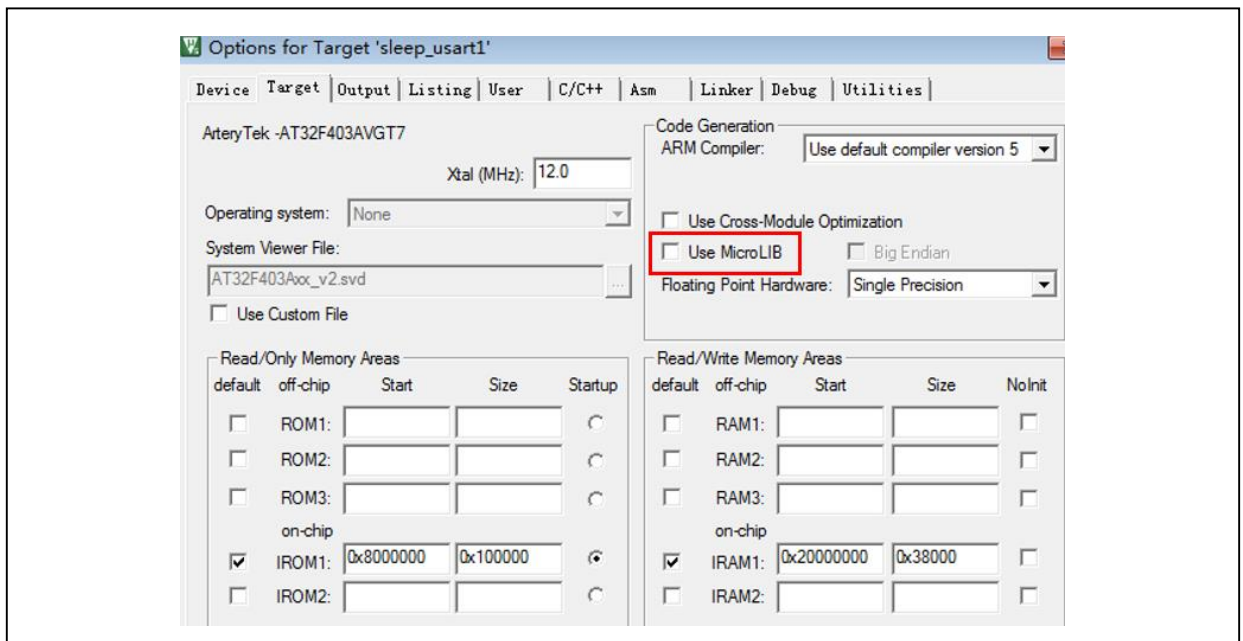 Options for Target 'sleep_usart1'
Device Target Output Listing User C/C++ Asm Linker Debug Utilities
ArteryTek -AT32F403AVGT7
Xtal (MHz): 12.0
Operating system: None
System Viewer File:
AT32F403Axx_v2.svd ...
Use Custom File
Code Generation
ARM Compiler: Use default compiler version 5
Use Cross-Module Optimization
Use MicroLIB Big Endian
Floating Point Hardware: Single Precision
Read/Only Memory Areas
default off-chip Start Size Startup
ROM1:
ROM2:
ROM3:
on-chip
IROM1: 0x8000000 0x100000
IROM2:
Read/Write Memory Areas
default off-chip Start Size NoInit
RAM1:
RAM2:
RAM3:
on-chip
IRAM1: 0x20000000 0x38000
IRAM2: